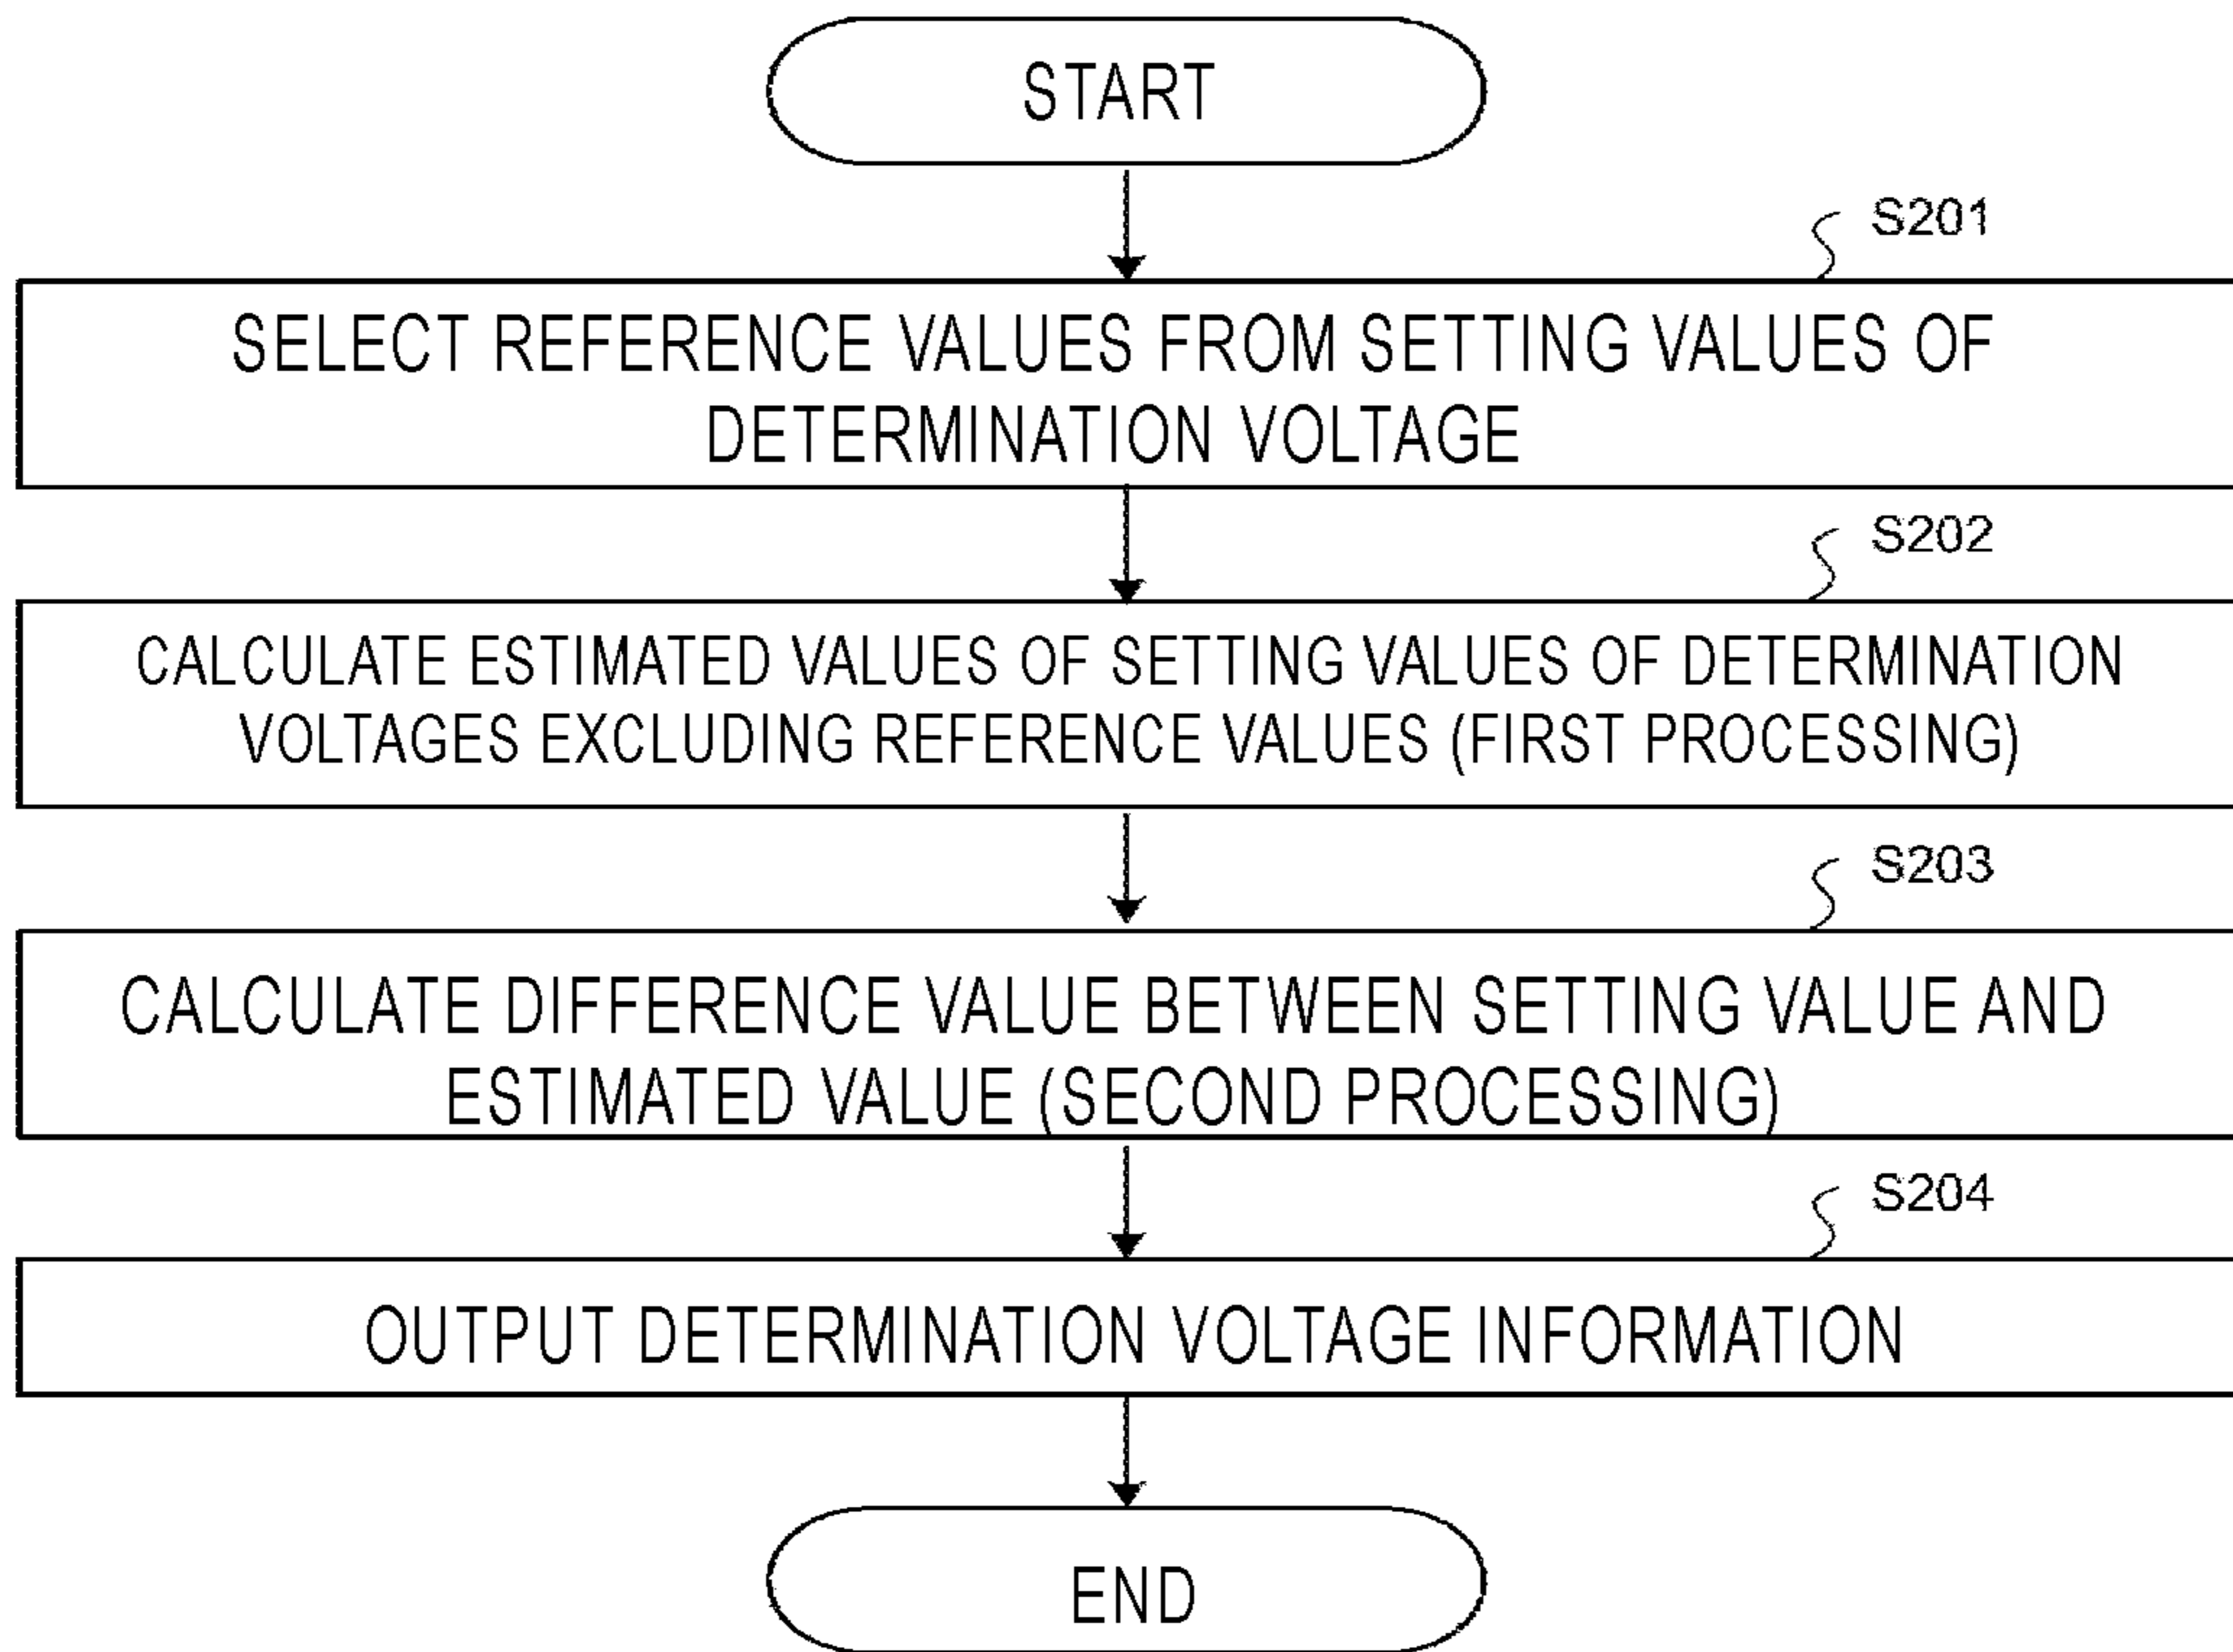 START
S201
SELECT REFERENCE VALUES FROM SETTING VALUES OF
DETERMINATION VOLTAGE
S202
CALCULATE ESTIMATED VALUES OF SETTING VALUES OF DETERMINATION
VOLTAGES EXCLUDING REFERENCE VALUES (FIRST PROCESSING)
S203
CALCULATE DIFFERENCE VALUE BETWEEN SETTING VALUE AND
ESTIMATED VALUE (SECOND PROCESSING)
S204
OUTPUT DETERMINATION VOLTAGE INFORMATION
END